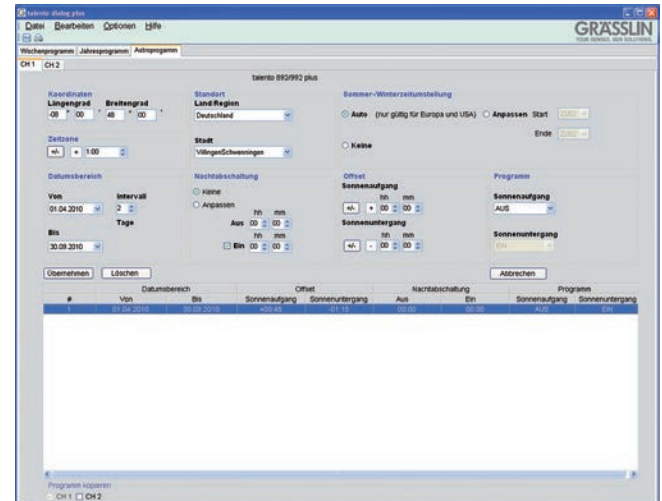 talento dialog plus
Datei Bearbeiten Optionen Hilfe
GRÄSSLIN
YOUR SENSES. OUR SOLUTIONS.
Wochenprogramm Jahresprogramm Astroprogamm
CH 1 CH 2
talento 892/992 plus
Koordinaten Standort Sommer-/Winterzeitumstellung
Längengrad Breitengrad Land Region
-08 ° 00 ' 48 ° 00 ' Deutschland Auto (nur gültig für Europa und USA) Anpassen Start
Ende
Zeitzone Stadt Keine
+/- + 1:00 VillingenSchwenningen
Datumsbereich Nachtabschaltung Offset Programm
Von Intervall Keine Sonnenaufgang Sonnenaufgang
hh mm
01.04.2010 2 Anpassen +/- + 00 00 AUS
Tage hh mm Sonnenuntergang
Aus 00 00 hh mm
Bis hh mm Sonnenuntergang
30.09.2010 Ein 00 00 +/- - 00 00 EIN
Übernehmen Löschen Abbrechen
Datumsbereich Offset Nachtabschaltung Programm
# Von Bis Sonnenaufgang Sonnenuntergang Aus Ein Sonnenaufgang Sonnenuntergang
1 01.04.2010 30.09.2010 +00:45 -01:15 00:00 00:00 AUS EIN
Programm kopieren
CH 1 CH 2